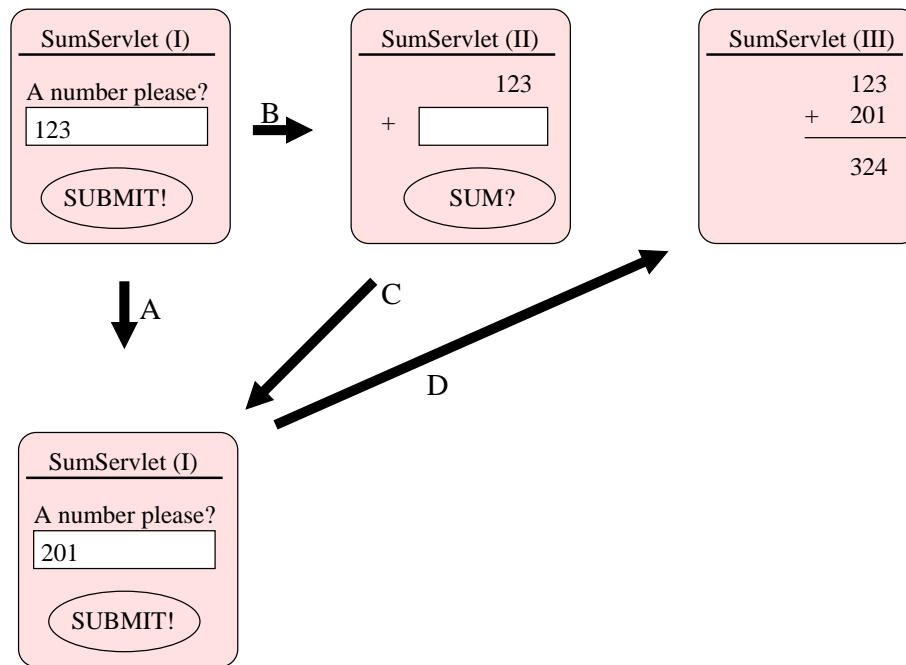 SumServlet (I)
A number please?
123
SUBMIT!
B
SumServlet (II)
123
+
SUM?
SumServlet (III)
123
+ 201
324
A
C
D
SumServlet (I)
A number please?
201
SUBMIT!